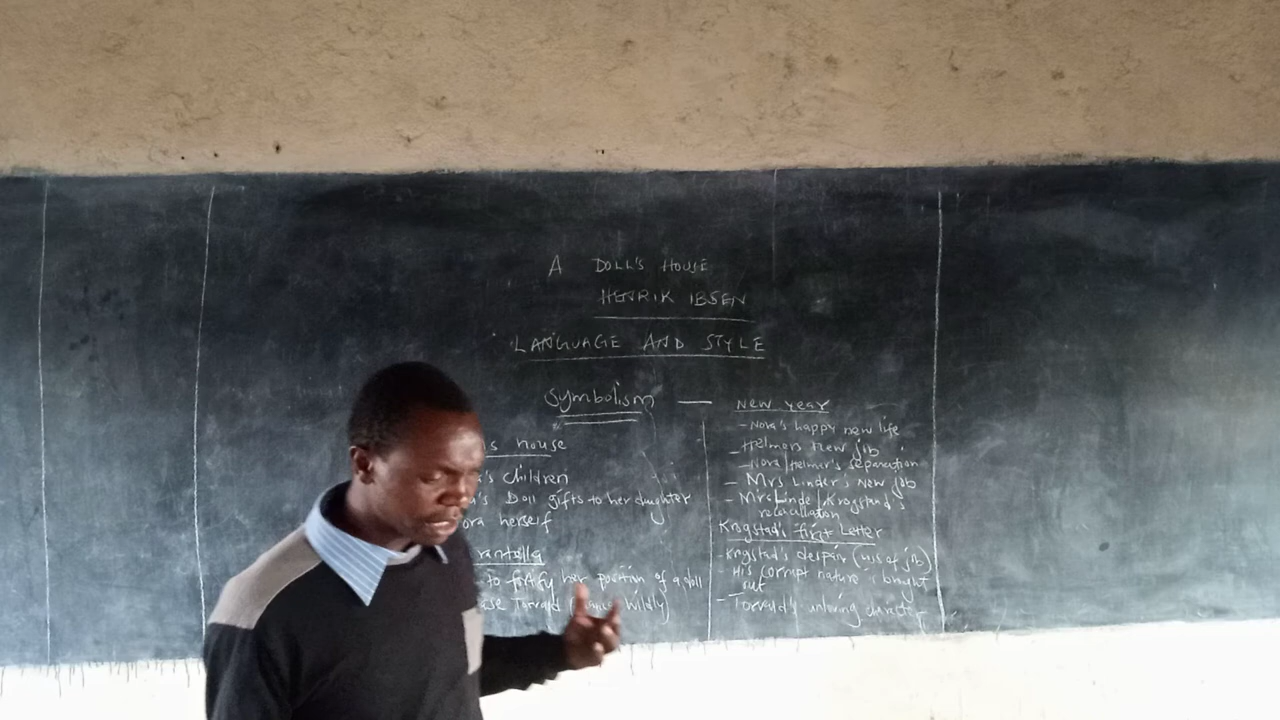 A DOLL'S HOUSE
HENRIK IBSEN
LANGUAGE AND STYLE
Symbolism —
s house
's children
's Doll gifts to her daughter
ora herself
rantella
to fortify her position of a doll
ase Torvald (Dance Wildly)
New year
- Nora's happy new life
- Helmer's new job
- Nora/Helmer's separation
- Mrs Linder's new job
- Mrs Linde/Krogstand's
reconciliation
Krogstad's first Letter
- Krogstad's despair (Loss of job)
- His corrupt nature is brought
out
- Torvald's unloving character